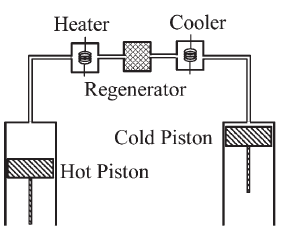 Heater
Cooler
Regenerator
Cold Piston
Hot Piston